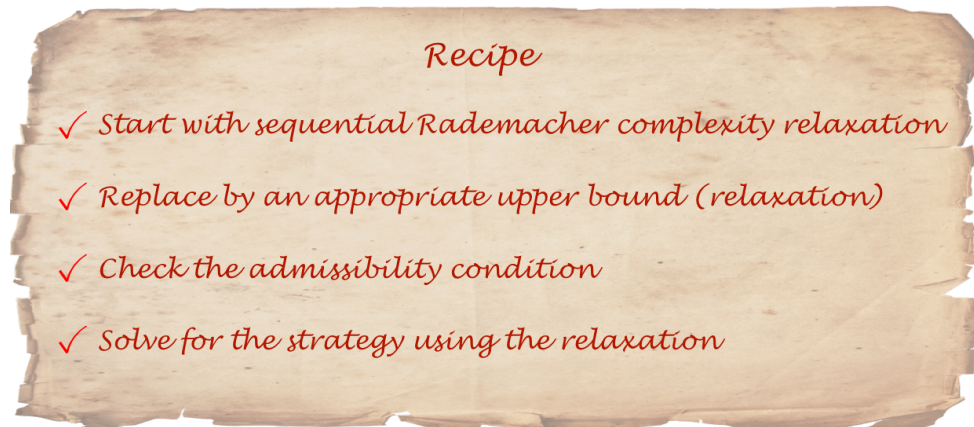 Recipe
✓ Start with sequential Rademacher complexity relaxation
✓ Replace by an appropriate upper bound (relaxation)
✓ Check the admissibility condition
✓ Solve for the strategy using the relaxation